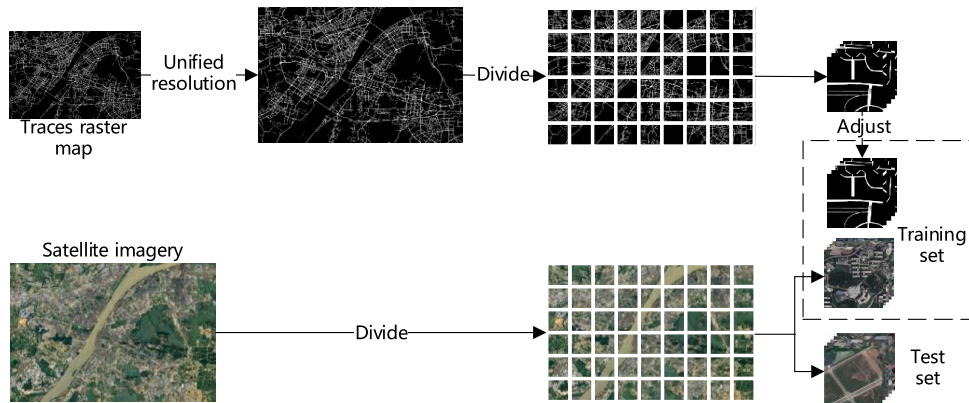 Unified
resolution
Divide
Traces raster
map
Adjust
Training
set
Satellite imagery
Divide
Test
set